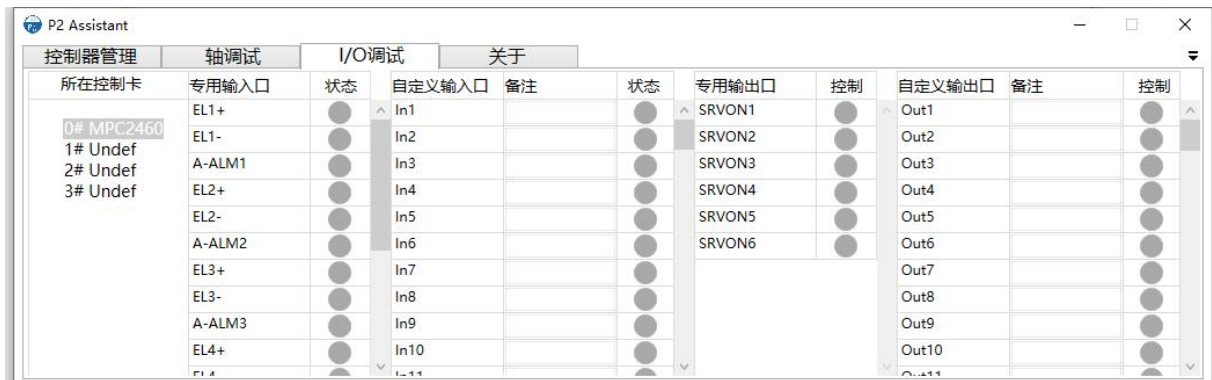 P2 Assistant
控制器管理 轴调试 I/O调试 关于
所在控制卡 专用输入口 状态 自定义输入口 备注 状态 专用输出口 控制 自定义输出口 备注 控制
EL1+ In1 SRVON1 Out1
0# MPC2460 EL1- In2 SRVON2 Out2
1# Undef A-ALM1 In3 SRVON3 Out3
2# Undef
3# Undef EL2+ In4 SRVON4 Out4
EL2- In5 SRVON5 Out5
A-ALM2 In6 SRVON6 Out6
EL3+ In7 Out7
EL3- In8 Out8
A-ALM3 In9 Out9
EL4+ In10 Out10
In11 Out11